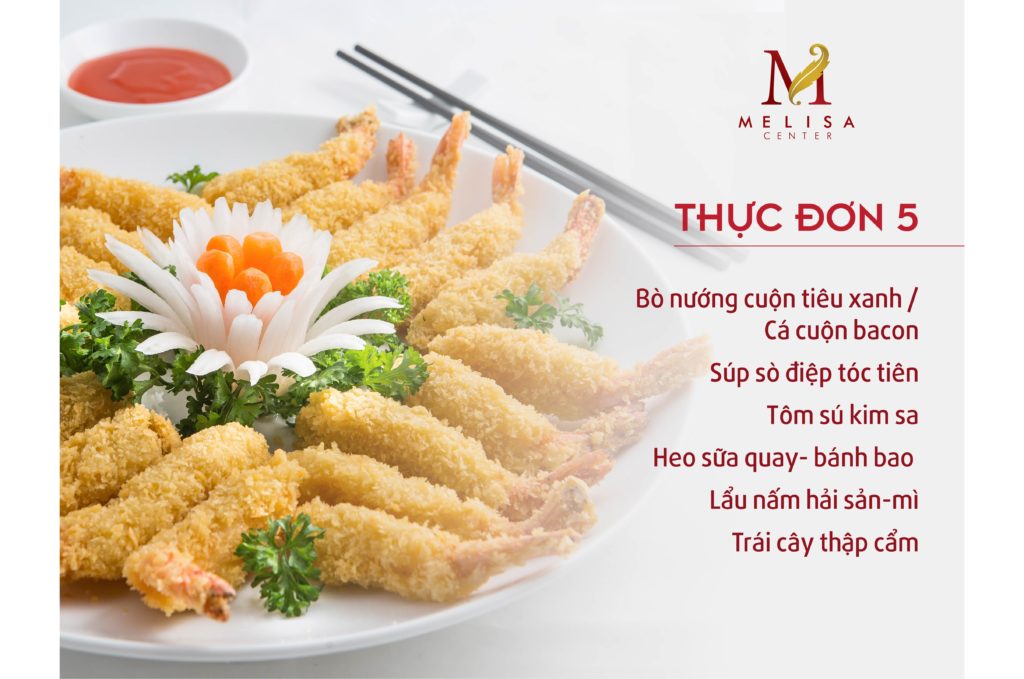 MELISA
CENTER
THỰC ĐƠN 5
Bò nướng cuộn tiêu xanh /
Cá cuộn bacon
Súp sò điệp tóc tiên
Tôm sú kim sa
Heo sữa quay- bánh bao
Lẩu nấm hải sản-mì
Trái cây thập cẩm